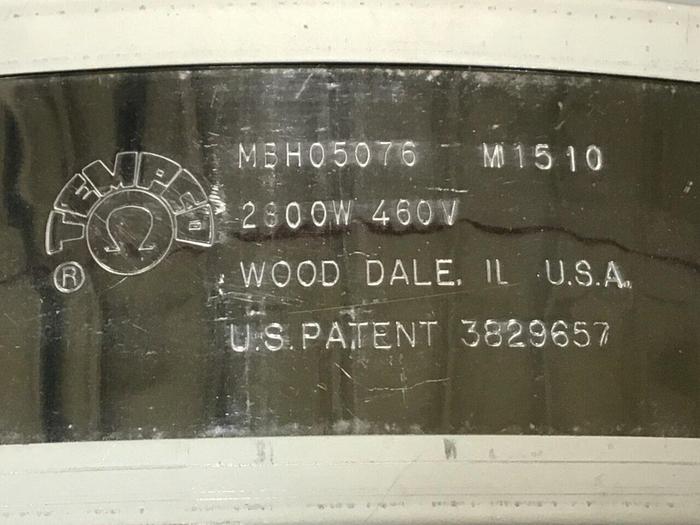 TEMPCO
Ω
®
MBH05076 M1510
2800W 460V
WOOD DALE, IL U.S.A.
U.S. PATENT 3829657